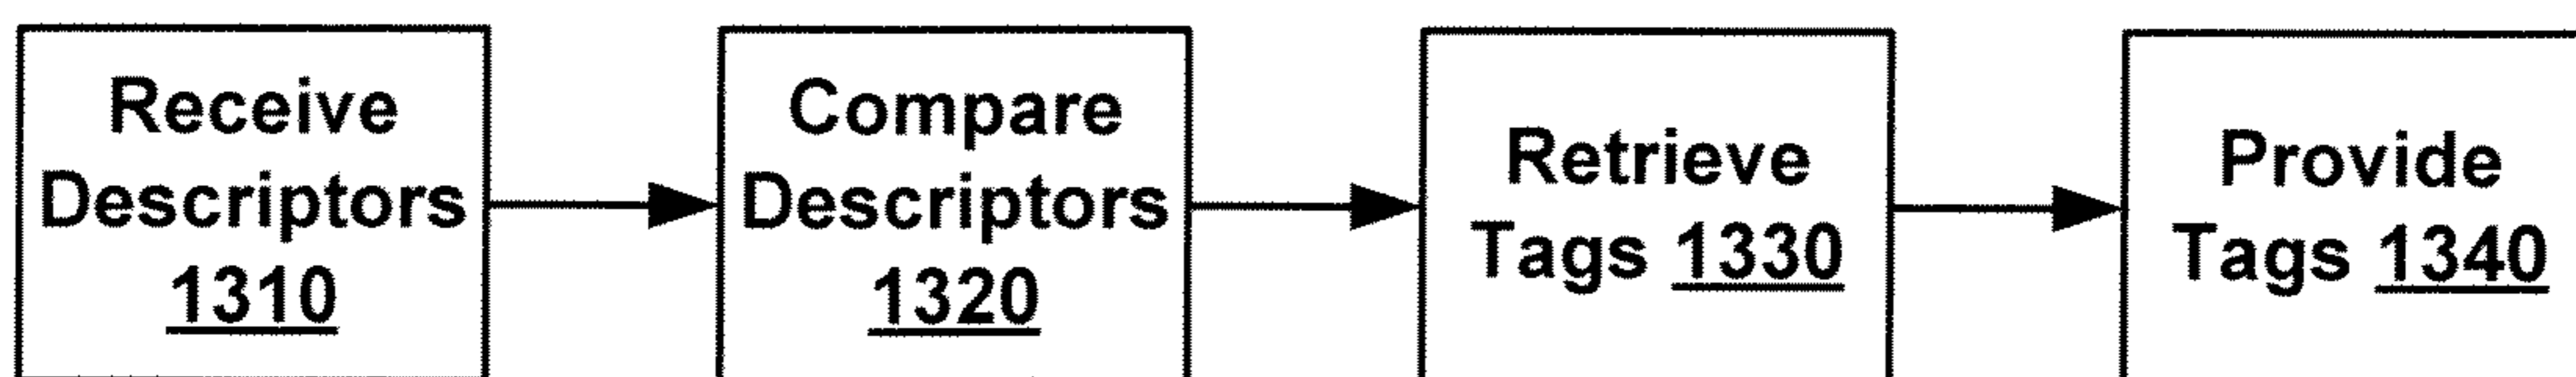 Receive
Descriptors
1310
Compare
Descriptors
1320
Retrieve
Tags 1330
Provide
Tags 1340